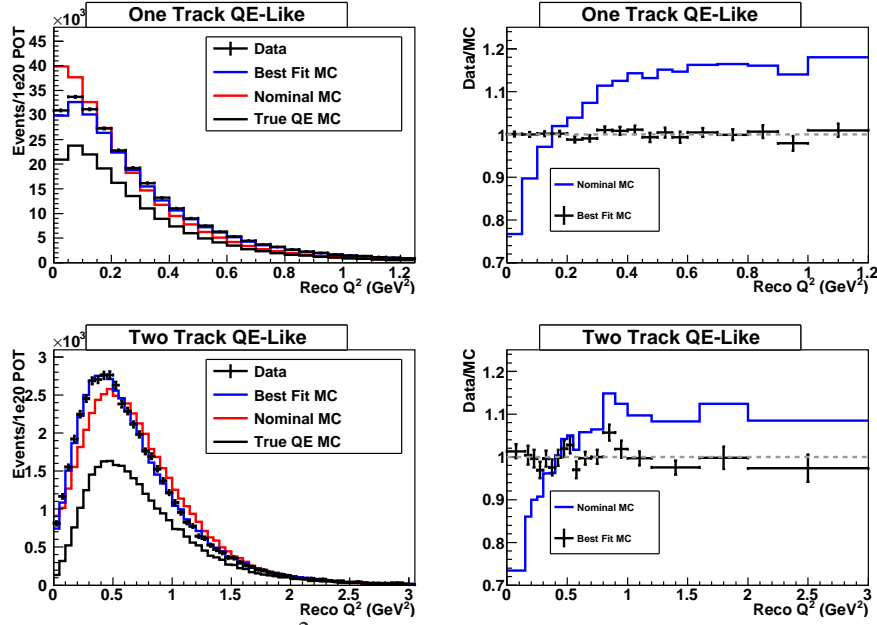 One Track QE-Like
×10³
Events/1e20 POT
45
40
35
30
25
20
15
10
5
0
Data
Best Fit MC
Nominal MC
True QE MC
0 0.2 0.4 0.6 0.8 1 1.2
Reco Q² (GeV²)
One Track QE-Like
Data/MC
1.2
1.1
1
0.9
0.8
0.7
Nominal MC
Best Fit MC
0 0.2 0.4 0.6 0.8 1 1.2
Reco Q² (GeV²)
Two Track QE-Like
×10³
Events/1e20 POT
3
2.5
2
1.5
1
0.5
0
Data
Best Fit MC
Nominal MC
True QE MC
0 0.5 1 1.5 2 2.5 3
Reco Q² (GeV²)
Two Track QE-Like
Data/MC
1.2
1.1
1
0.9
0.8
0.7
Nominal MC
Best Fit MC
0 0.5 1 1.5 2 2.5 3
Reco Q² (GeV²)